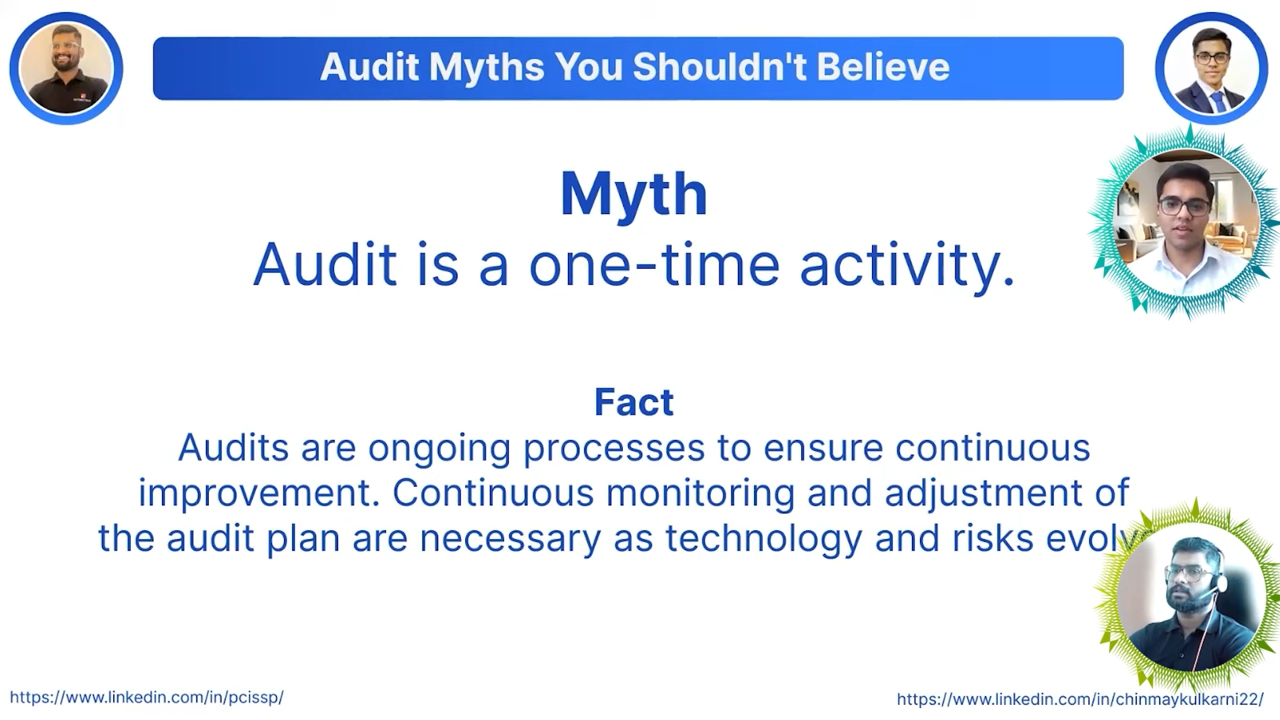 Audit Myths You Shouldn't Believe
Myth
Audit is a one-time activity.
Fact
Audits are ongoing processes to ensure continuous
improvement. Continuous monitoring and adjustment of
the audit plan are necessary as technology and risks
https://www.linkedin.com/in/pcissp/
https://www.linkedin.com/in/chinmaykulkarni22/